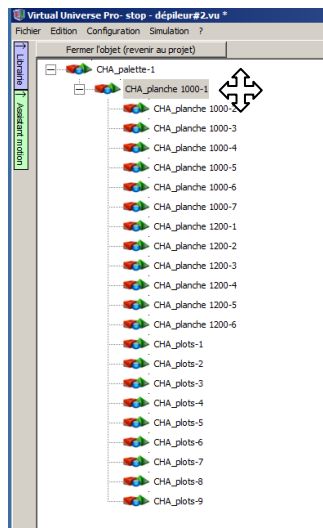 Virtual Universe Pro- stop - dépileur#2.vu *
Fichier Edition Configuration Simulation ?
Fermer l'objet (revenir au projet)
Librairie
Assistant motion
CHA_palette-1
CHA_planche 1000-1
CHA_planche 1000-2
CHA_planche 1000-3
CHA_planche 1000-4
CHA_planche 1000-5
CHA_planche 1000-6
CHA_planche 1000-7
CHA_planche 1200-1
CHA_planche 1200-2
CHA_planche 1200-3
CHA_planche 1200-4
CHA_planche 1200-5
CHA_planche 1200-6
CHA_plots-1
CHA_plots-2
CHA_plots-3
CHA_plots-4
CHA_plots-5
CHA_plots-6
CHA_plots-7
CHA_plots-8
CHA_plots-9